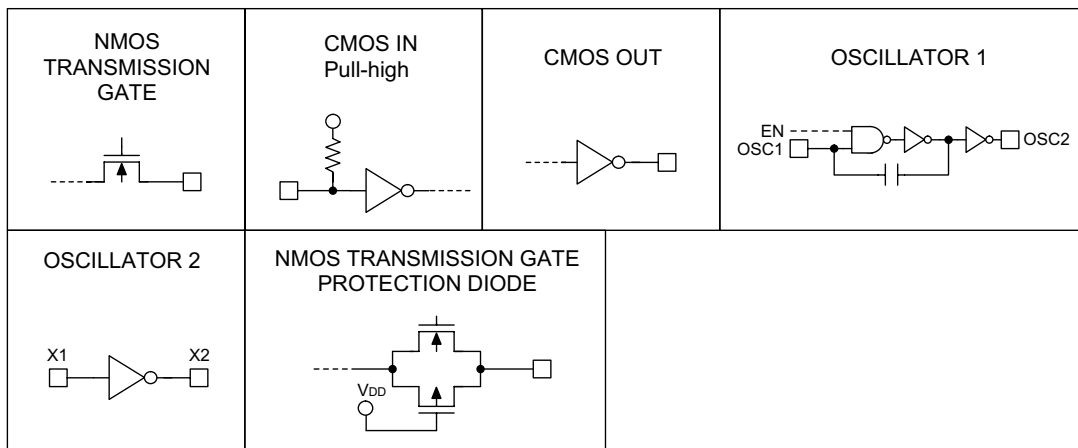 NMOS
TRANSMISSION
GATE
CMOS IN
Pull-high
CMOS OUT
OSCILLATOR 1
EN
OSC1
OSC2
OSCILLATOR 2
X1
X2
NMOS TRANSMISSION GATE
PROTECTION DIODE
VDD